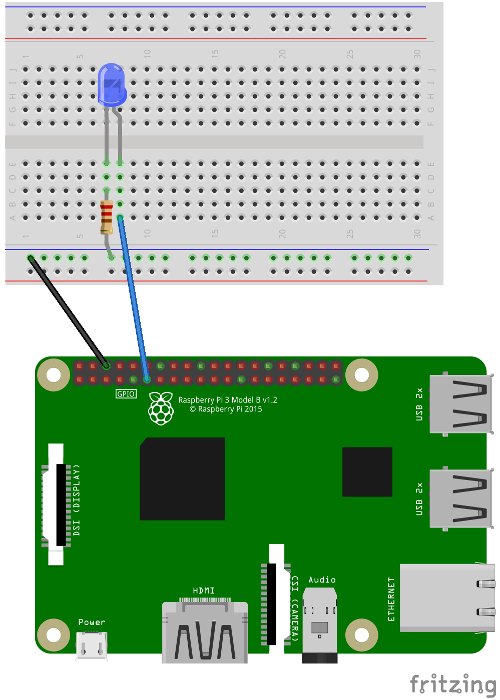 1 5 10 15 20 25 30
J
I
H
G
F
E
D
C
B
A
J
I
H
G
F
E
D
C
B
A
1 5 10 15 20 25 30
GPIO
Raspberry Pi 3 Model B v1.2
© Raspberry Pi 2015
USB 2x
DSI (DISPLAY)
USB 2x
HDMI
CSI (CAMERA)
Audio
ETHERNET
Power
fritzing